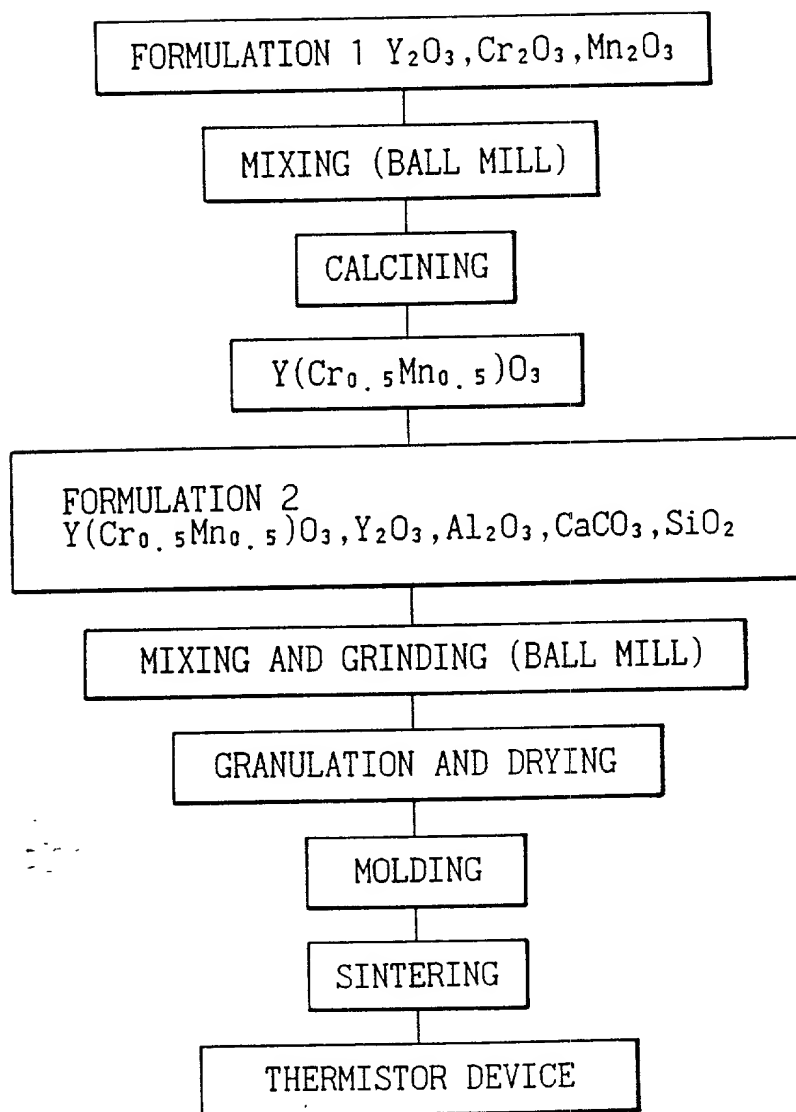 FORMULATION 1 Y₂O₃,Cr₂O₃,Mn₂O₃
MIXING (BALL MILL)
CALCINING
Y(Cr₀.₅Mn₀.₅)O₃
FORMULATION 2
Y(Cr₀.₅Mn₀.₅)O₃,Y₂O₃,Al₂O₃,CaCO₃,SiO₂
MIXING AND GRINDING (BALL MILL)
GRANULATION AND DRYING
MOLDING
SINTERING
THERMISTOR DEVICE